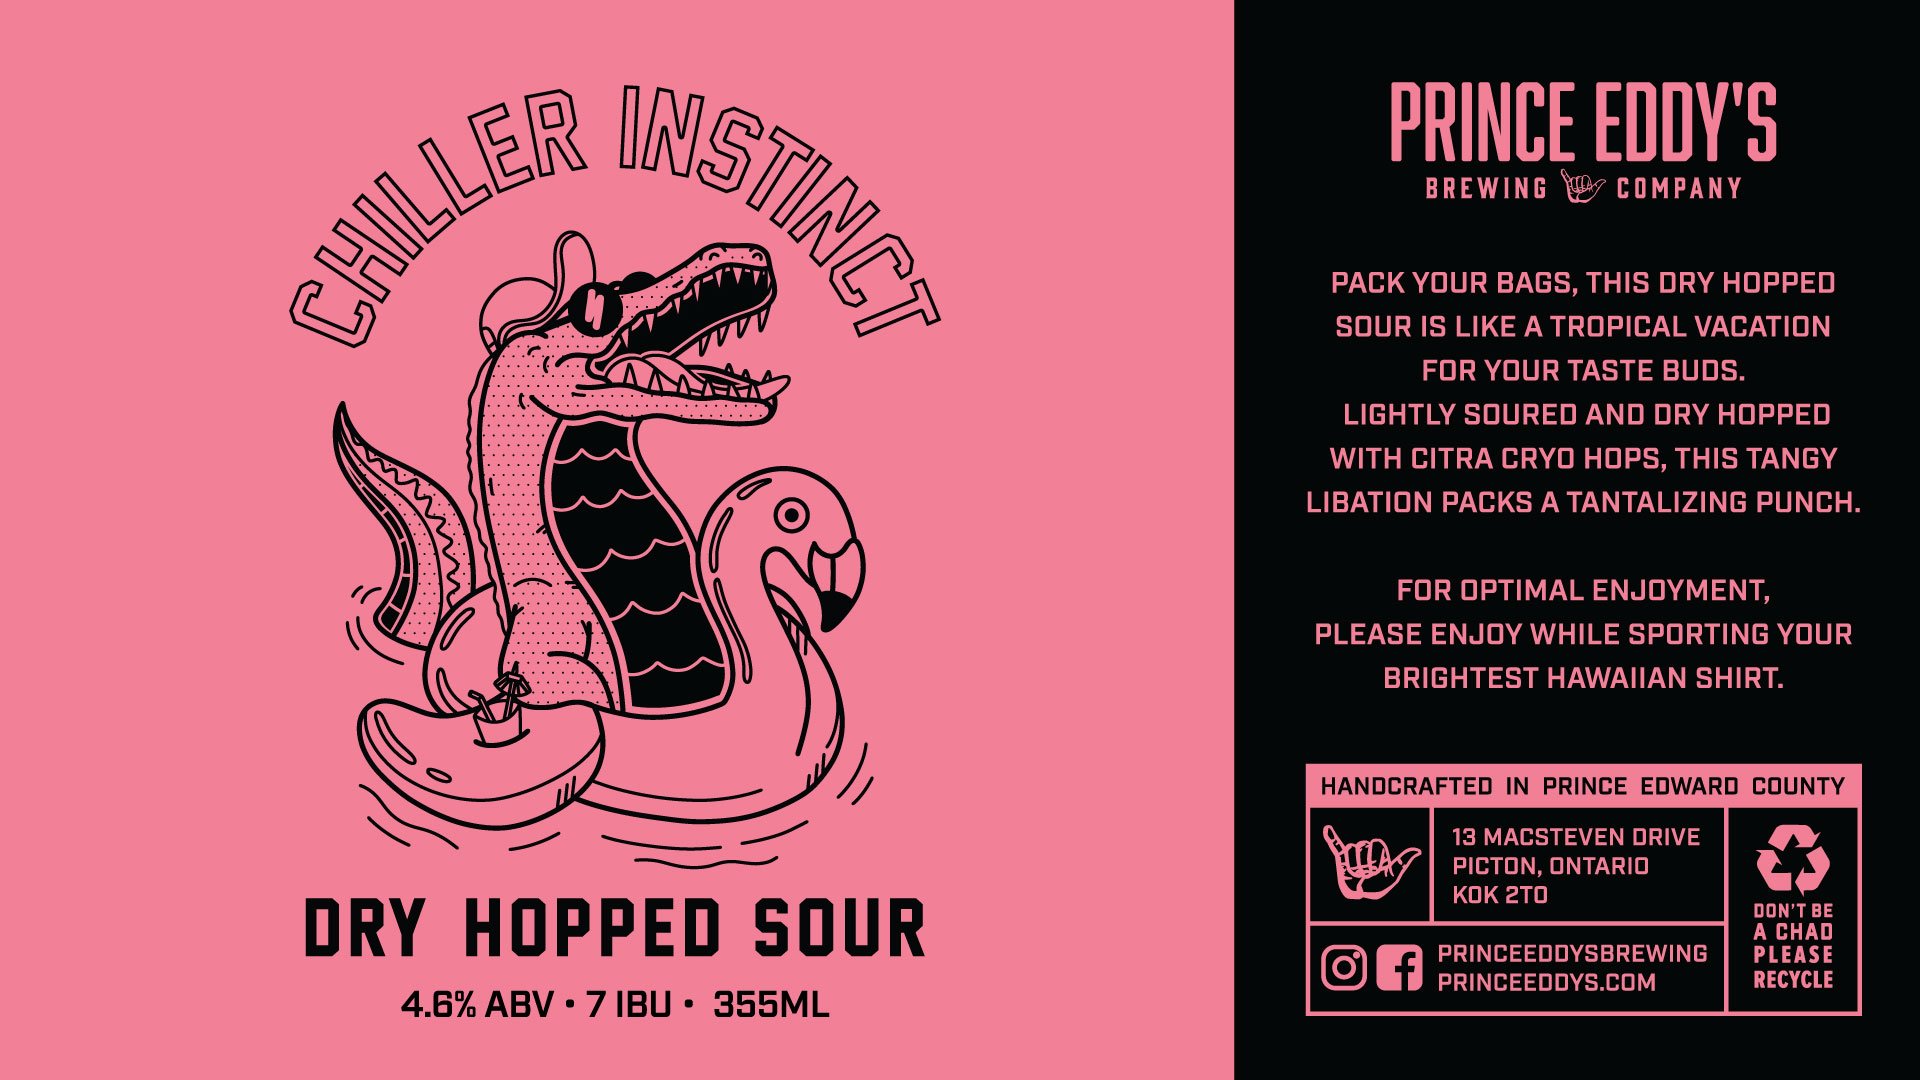 CHILLER INSTINCT
DRY HOPPED SOUR
4.6% ABV • 7 IBU • 355ML
PRINCE EDDY'S
BREWING COMPANY
PACK YOUR BAGS, THIS DRY HOPPED
SOUR IS LIKE A TROPICAL VACATION
FOR YOUR TASTE BUDS.
LIGHTLY SOURED AND DRY HOPPED
WITH CITRA CRYO HOPS, THIS TANGY
LIBATION PACKS A TANTALIZING PUNCH.
FOR OPTIMAL ENJOYMENT,
PLEASE ENJOY WHILE SPORTING YOUR
BRIGHTEST HAWAIIAN SHIRT.
HANDCRAFTED IN PRINCE EDWARD COUNTY
13 MACSTEVEN DRIVE
PICTON, ONTARIO
K0K 2T0
PRINCEEDDYSBREWING
PRINCEEDDYS.COM
DON'T BE
A CHAD
PLEASE
RECYCLE